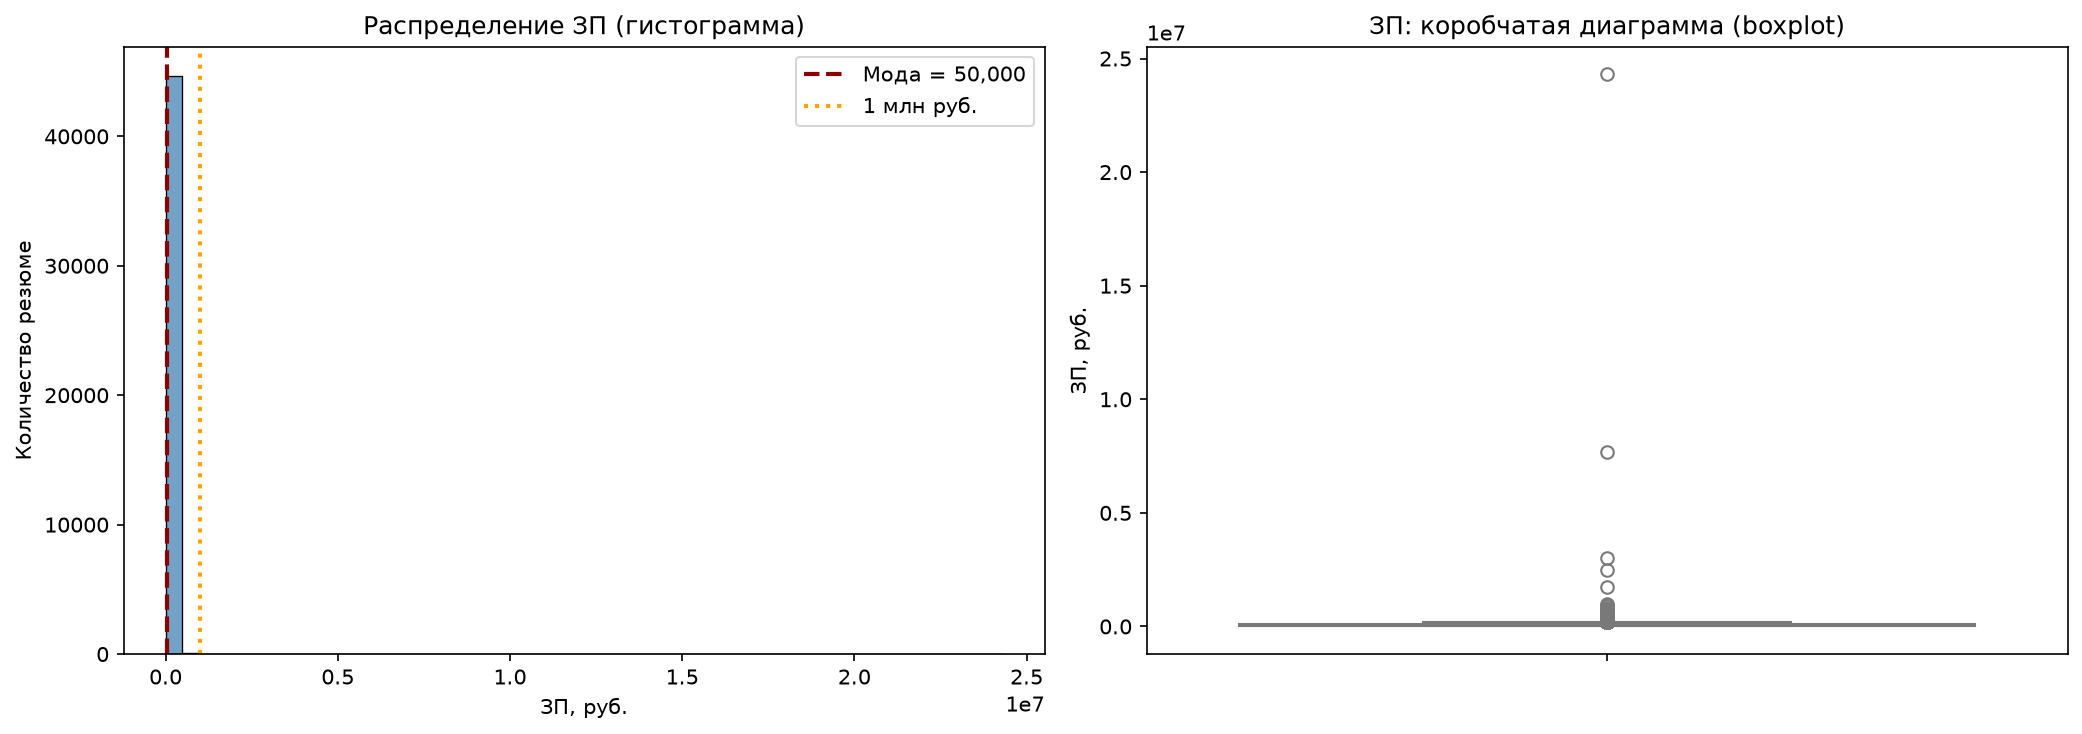 Распределение ЗП (гистограмма)
Количество резюме
40000
30000
20000
10000
0
Мода = 50,000
1 млн руб.
0.0 0.5 1.0 1.5 2.0 2.5
1e7
ЗП, руб.
ЗП: коробчатая диаграмма (boxplot)
1e7
ЗП, руб.
2.5
2.0
1.5
1.0
0.5
0.0